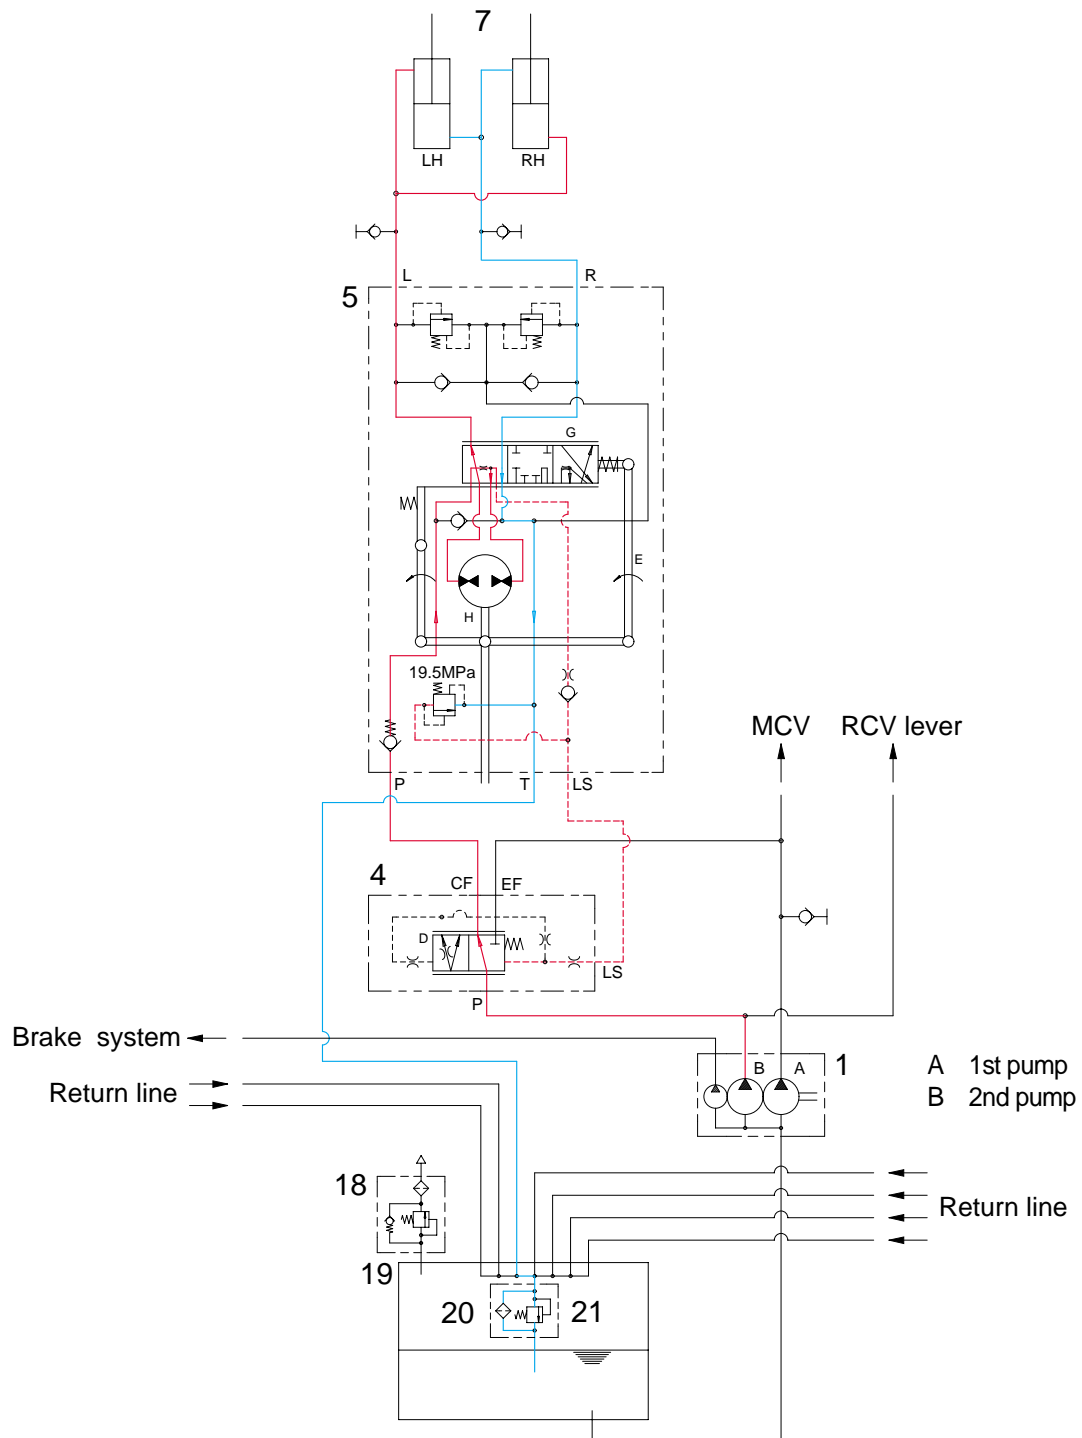 7
LH RH
L R
5
G
E
H
19.5MPa
MCV RCV lever
P T LS
4
CF EF
D
LS
P
Brake system
B A 1 A 1st pump
Return line B 2nd pump
18
Return line
19
20 21